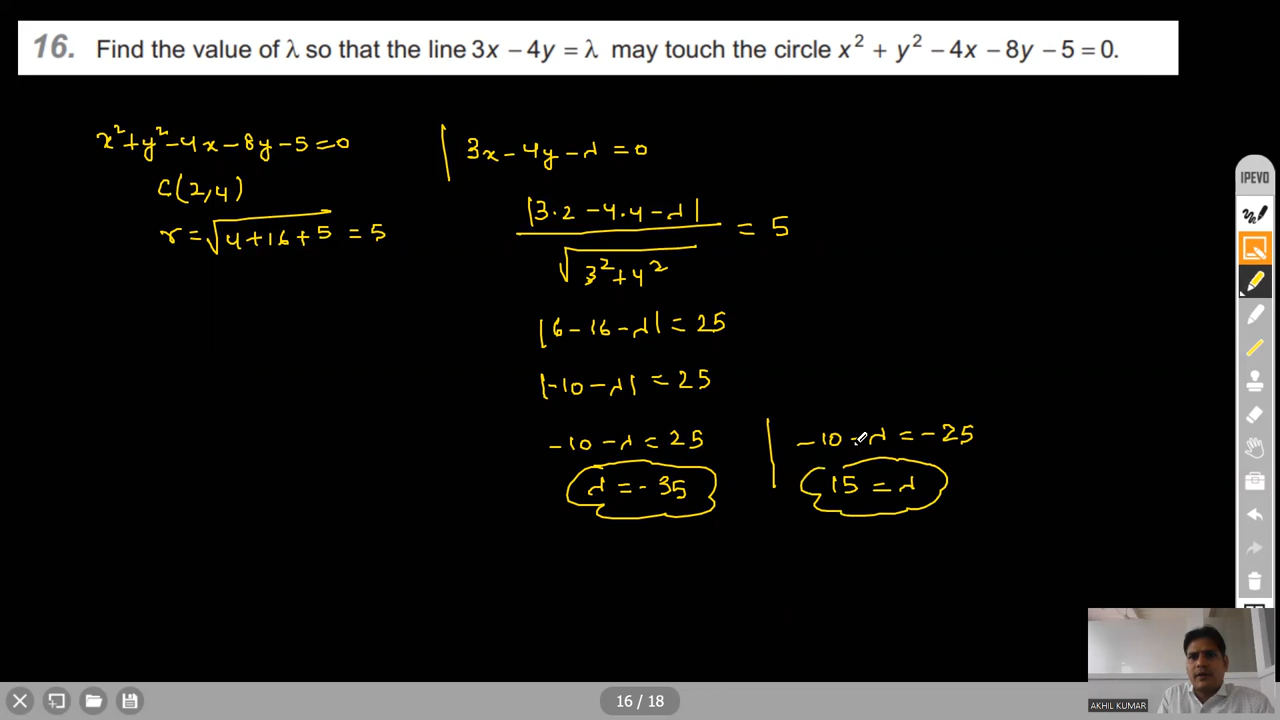 16. Find the value of λ so that the line 3x − 4y = λ may touch the circle x² + y² − 4x − 8y − 5 = 0.
x²+y²-4x-8y-5=0
C(2,4)
r=√4+16+5 =5
3x-4y-λ=0
|3·2-4·4-λ|
√3²+4²
= 5
|6-16-λ| = 25
|-10-λ| = 25
-10-λ = 25
λ = -35
-10-λ = -25
15 = λ
IPEVO
16 / 18
AKHIL KUMAR